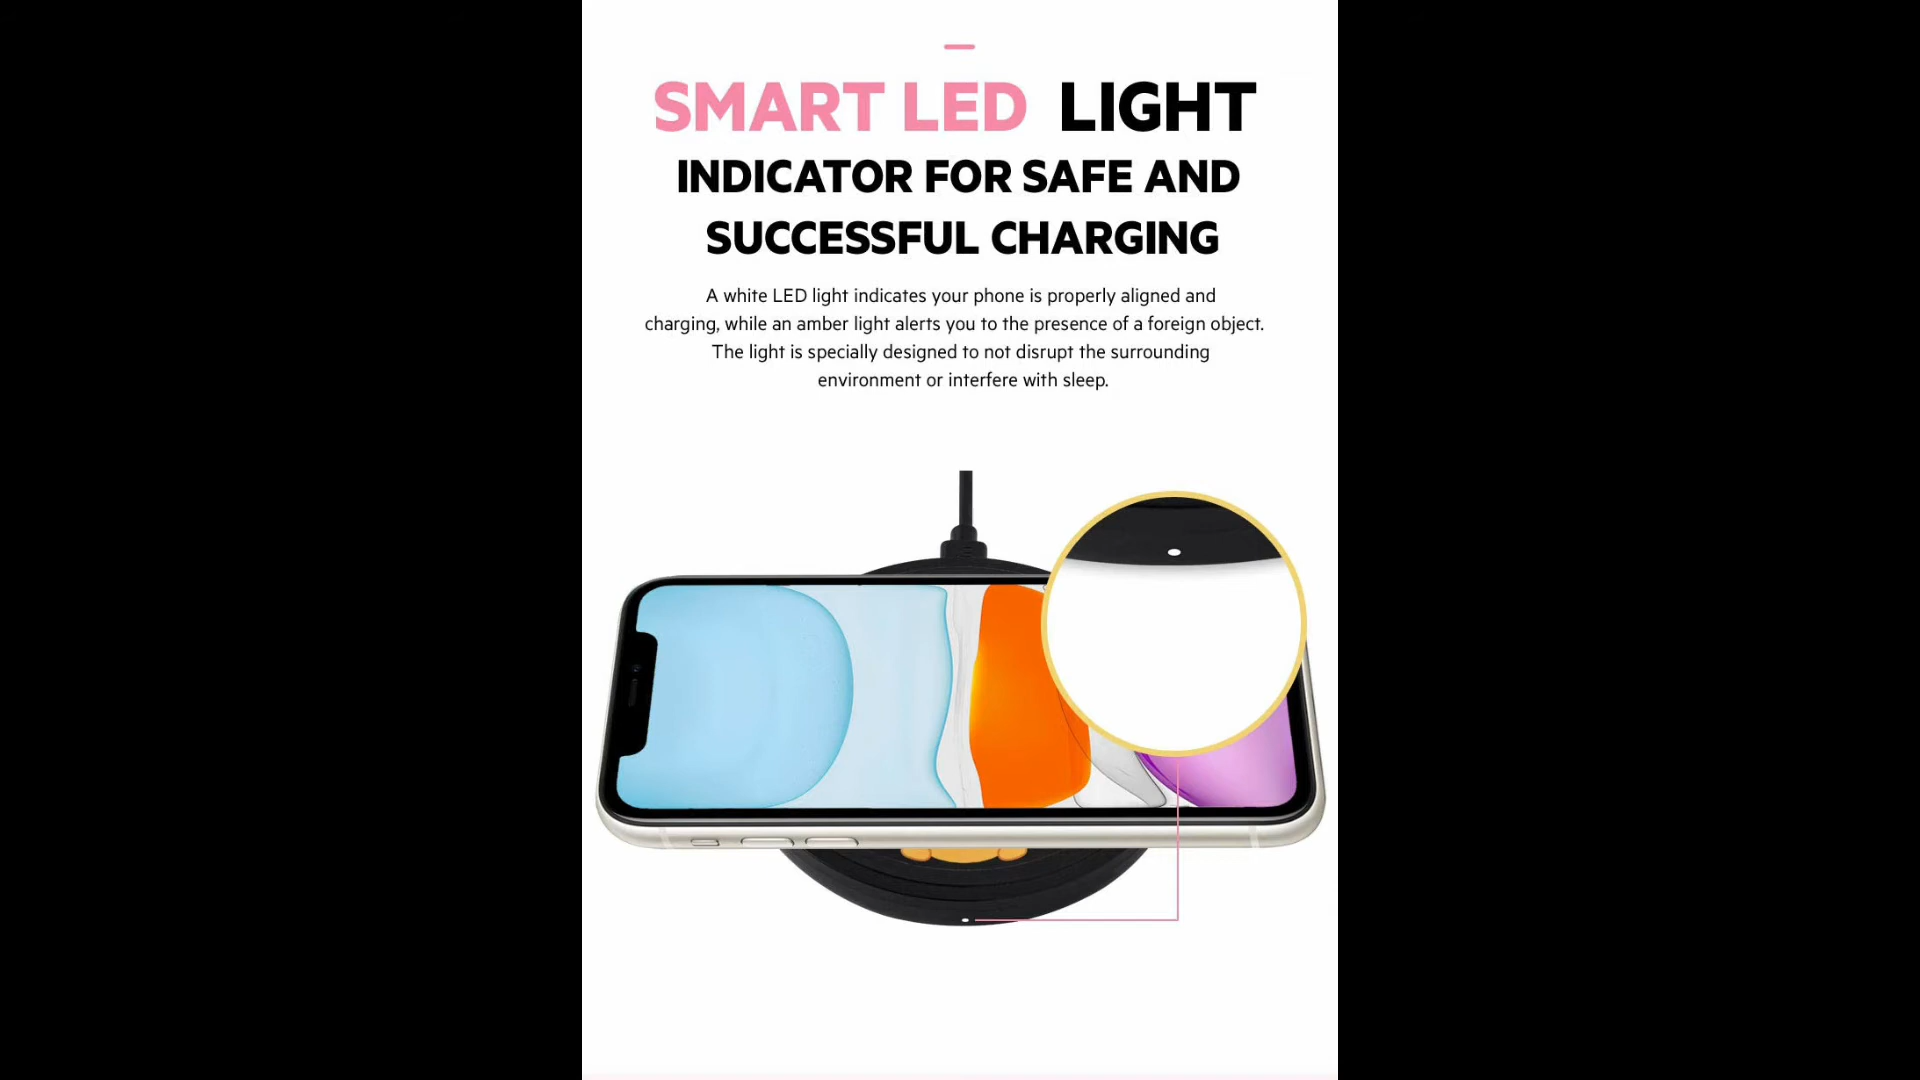 SMART LED LIGHT
INDICATOR FOR SAFE AND
SUCCESSFUL CHARGING
A white LED light indicates your phone is properly aligned and
charging, while an amber light alerts you to the presence of a foreign object.
The light is specially designed to not disrupt the surrounding
environment or interfere with sleep.